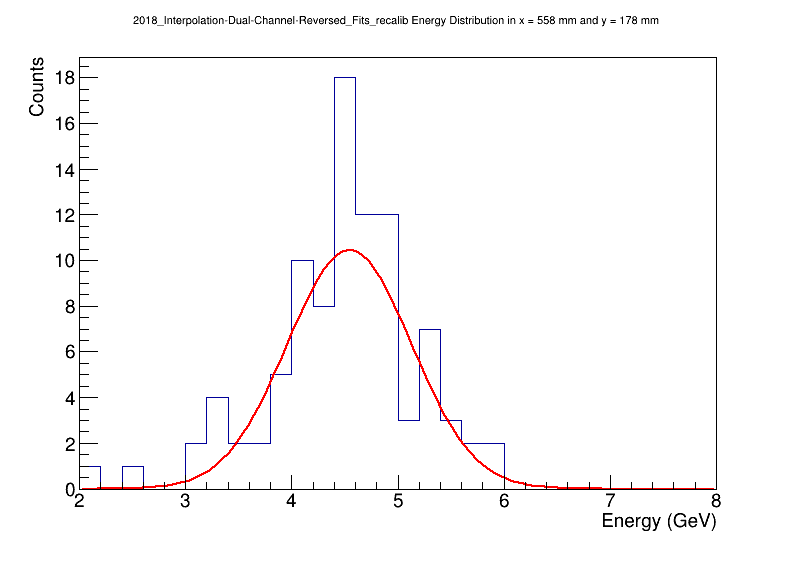 2018_Interpolation-Dual-Channel-Reversed_Fits_recalib Energy Distribution in x = 558 mm and y = 178 mm
Counts
18
16
14
12
10
8
6
4
2
0
2 3 4 5 6 7 8
Energy (GeV)